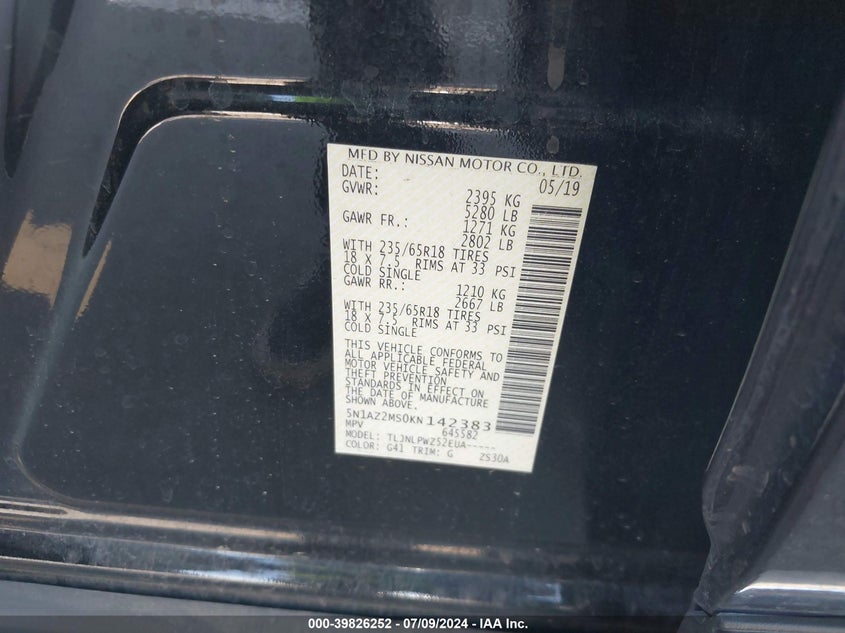 MFD BY NISSAN MOTOR CO., LTD.
DATE: 05/19
GVWR: 2395 KG
5280 LB
GAWR FR.: 1271 KG
2802 LB
WITH 235/65R18 TIRES
18 X 7.5 RIMS AT 33 PSI
COLD SINGLE
GAWR RR.: 1210 KG
2667 LB
WITH 235/65R18 TIRES
18 X 7.5 RIMS AT 33 PSI
COLD SINGLE
THIS VEHICLE CONFORMS TO
ALL APPLICABLE FEDERAL
MOTOR VEHICLE SAFETY AND
THEFT PREVENTION
STANDARDS IN EFFECT ON
THE DATE OF MANUFACTURE
SHOWN ABOVE.
5N1AZ2MS0KN142383
MPV 645582
MODEL: TLJNLPWZ52EUA-----
COLOR: G41 TRIM: G ZS30A
000-39826252 - 07/09/2024 - IAA Inc.